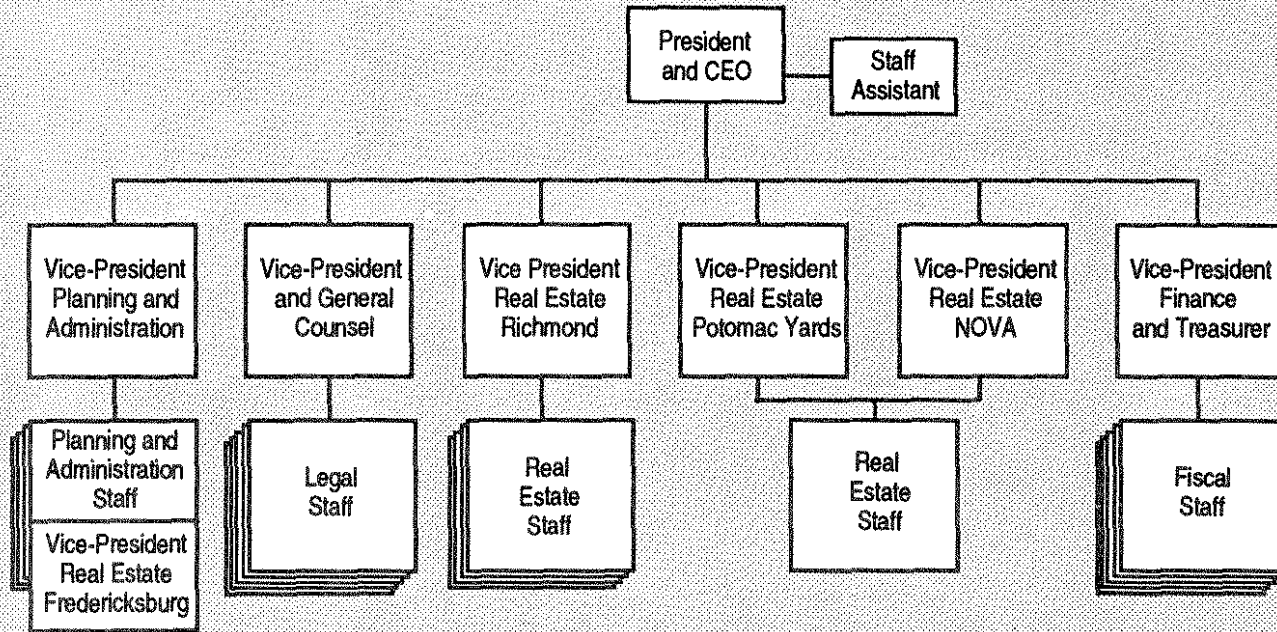 President
and CEO
Staff
Assistant
Vice-President
Planning and
Administration
Vice-President
and General
Counsel
Vice President
Real Estate
Richmond
Vice-President
Real Estate
Potomac Yards
Vice-President
Real Estate
NOVA
Vice-President
Finance
and Treasurer
Planning and
Administration
Staff
Vice-President
Real Estate
Fredericksburg
Legal
Staff
Real
Estate
Staff
Real
Estate
Staff
Fiscal
Staff